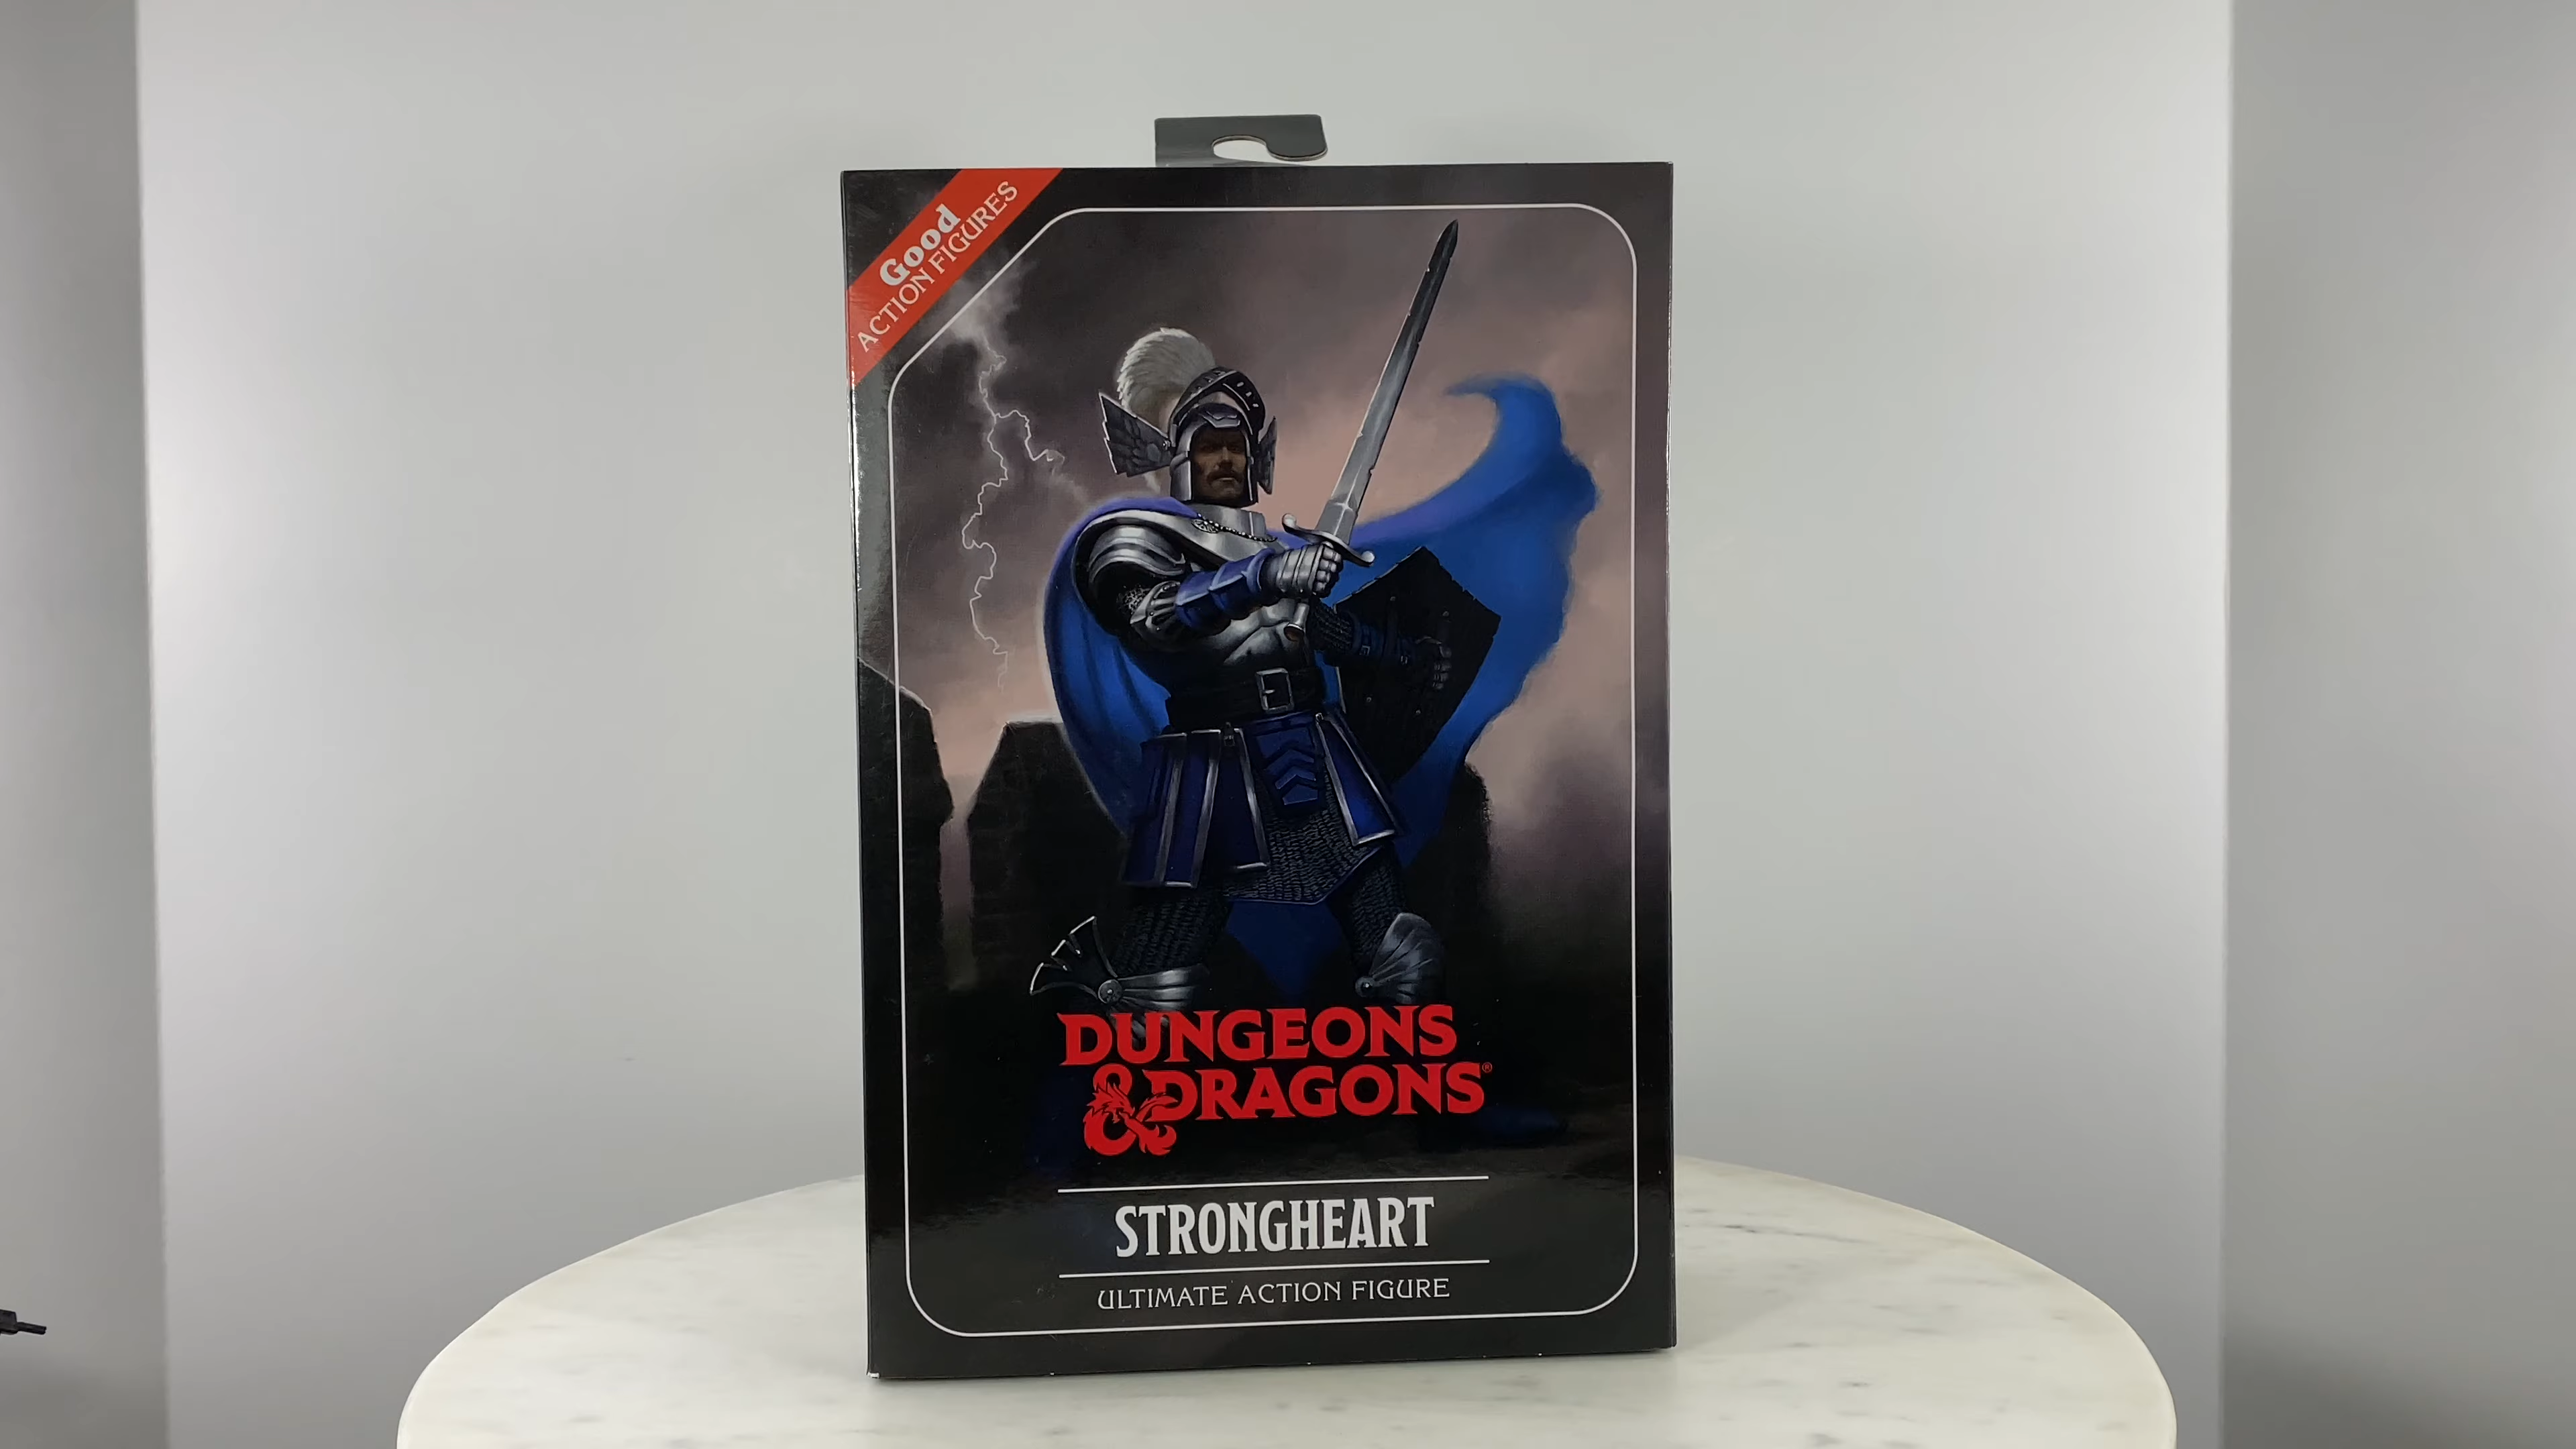 Good
ACTION FIGURES
DUNGEONS
& DRAGONS®
STRONGHEART
ULTIMATE ACTION FIGURE